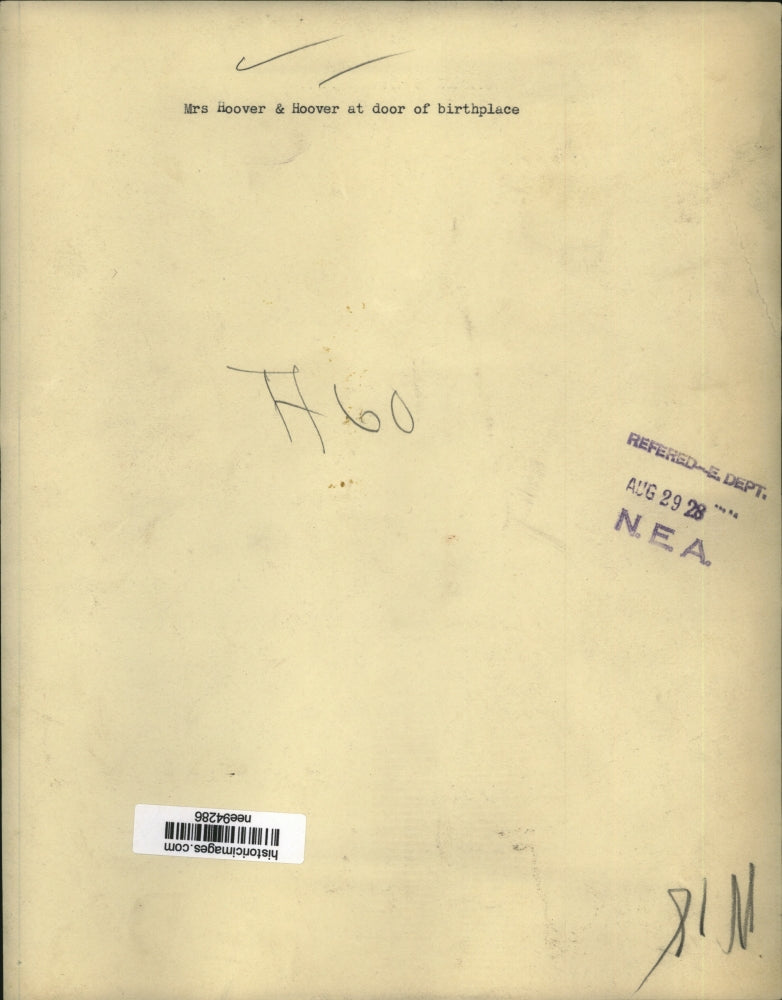 Mrs Hoover & Hoover at door of birthplace
H60
REFERED—E. DEPT.
AUG 29 28
N.E.A.
nee94286
historicimages.com